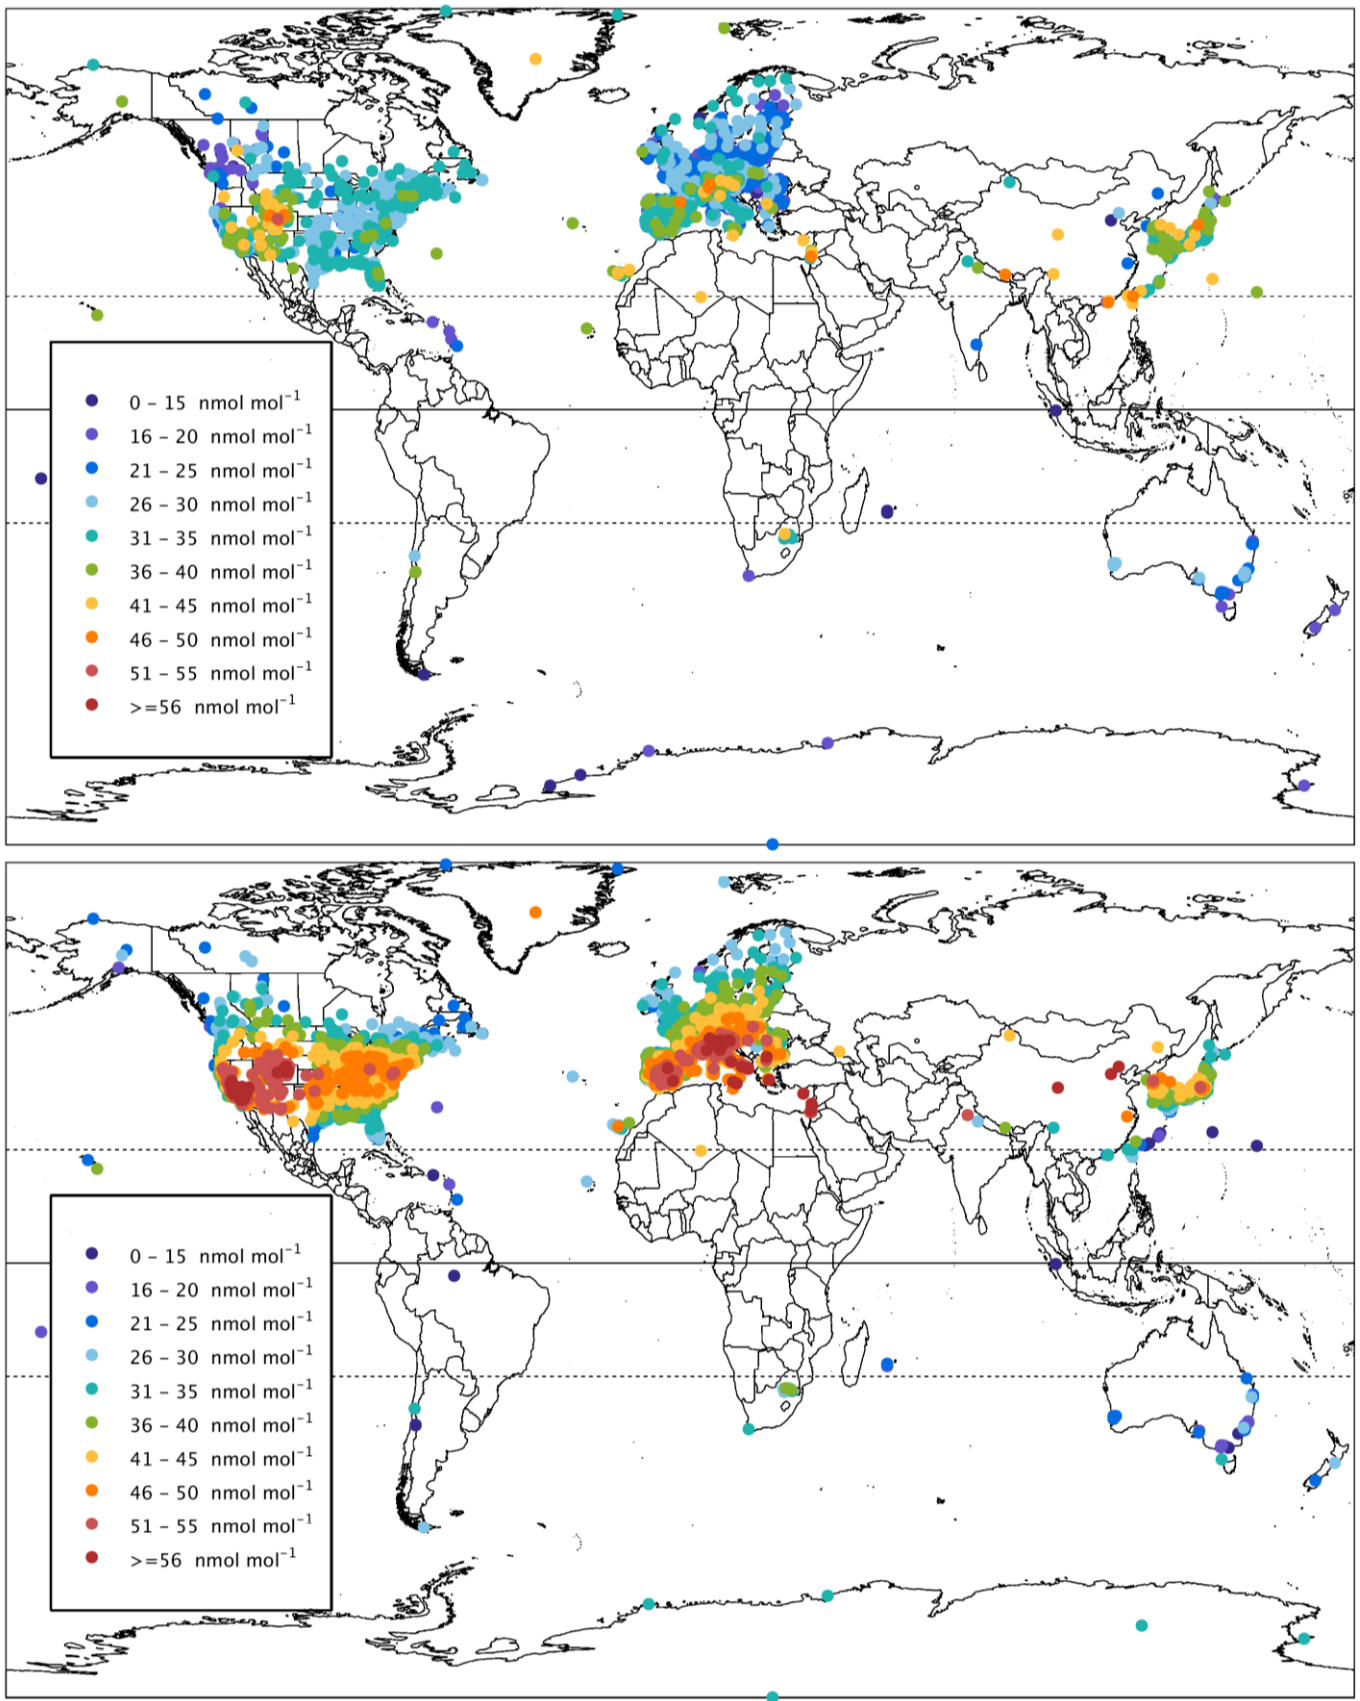 0 – 15 nmol mol⁻¹
16 – 20 nmol mol⁻¹
21 – 25 nmol mol⁻¹
26 – 30 nmol mol⁻¹
31 – 35 nmol mol⁻¹
36 – 40 nmol mol⁻¹
41 – 45 nmol mol⁻¹
46 – 50 nmol mol⁻¹
51 – 55 nmol mol⁻¹
>=56 nmol mol⁻¹
0 – 15 nmol mol⁻¹
16 – 20 nmol mol⁻¹
21 – 25 nmol mol⁻¹
26 – 30 nmol mol⁻¹
31 – 35 nmol mol⁻¹
36 – 40 nmol mol⁻¹
41 – 45 nmol mol⁻¹
46 – 50 nmol mol⁻¹
51 – 55 nmol mol⁻¹
>=56 nmol mol⁻¹